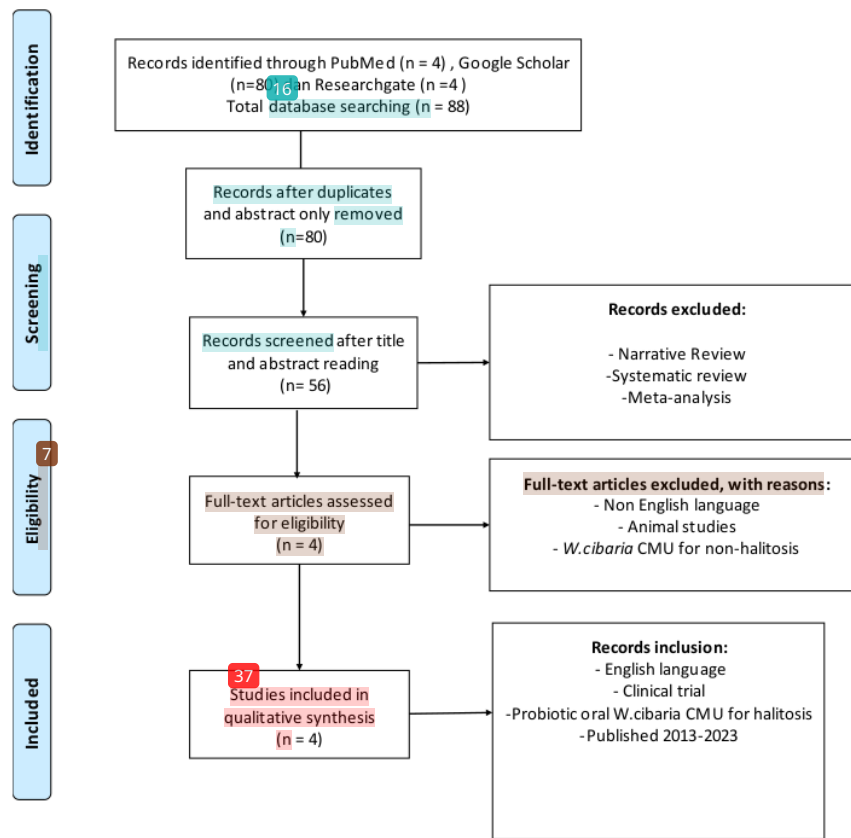 Identification
Records identified through PubMed (n = 4) , Google Scholar
(n=80) dan Researchgate (n =4 )
16
Total database searching (n = 88)
Records after duplicates
and abstract only removed
(n=80)
Screening
Records screened after title
and abstract reading
(n= 56)
Records excluded:
- Narrative Review
-Systematic review
-Meta-analysis
7
Eligibility
Full-text articles assessed
for eligibility
(n = 4)
Full-text articles excluded, with reasons:
- Non English language
- Animal studies
- W.cibaria CMU for non-halitosis
Included
37
Studies included in
qualitative synthesis
(n = 4)
Records inclusion:
- English language
- Clinical trial
-Probiotic oral W.cibaria CMU for halitosis
-Published 2013-2023